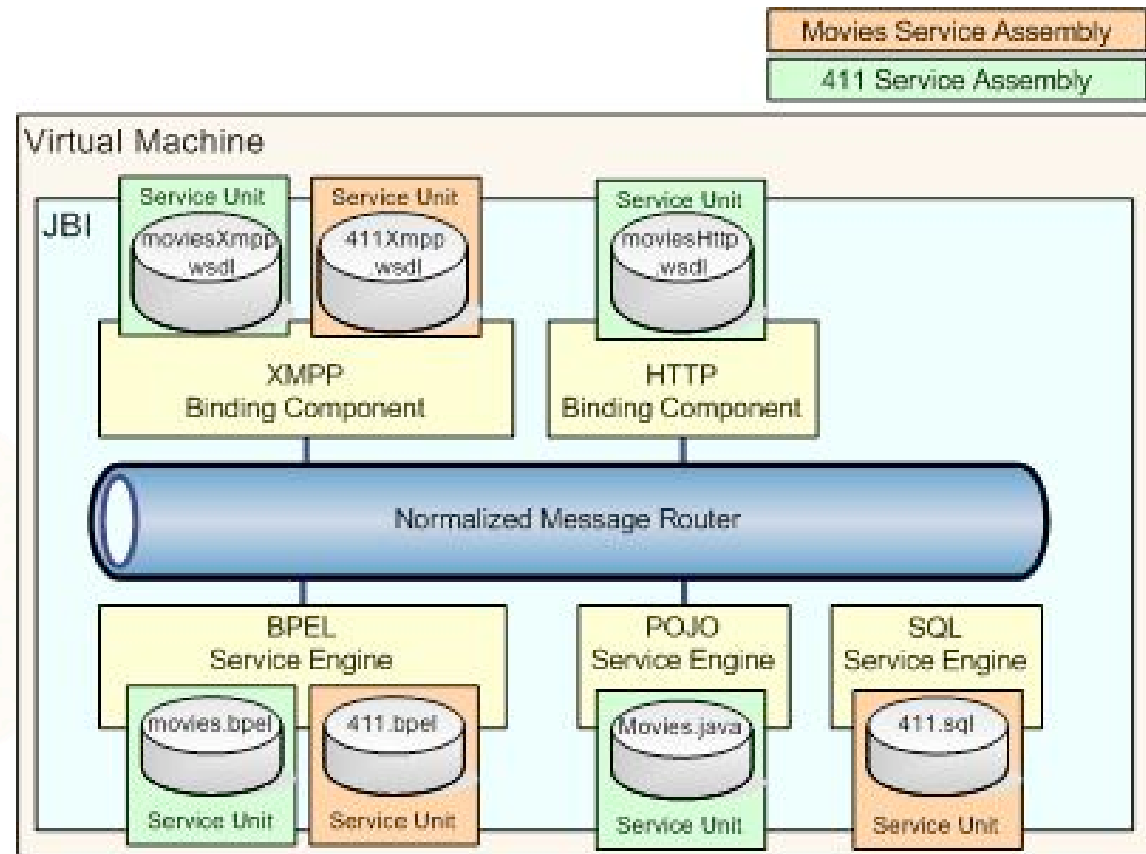 Movies Service Assembly
411 Service Assembly
Virtual Machine
JBI
Service Unit
moviesXmpp
.wsdl
Service Unit
411Xmpp
.wsdl
Service Unit
moviesHttp
.wsdl
XMPP
Binding Component
HTTP
Binding Component
Normalized Message Router
BPEL
Service Engine
POJO
Service Engine
SQL
Service Engine
movies.bpel
Service Unit
411.bpel
Service Unit
Movies.java
Service Unit
411.sql
Service Unit